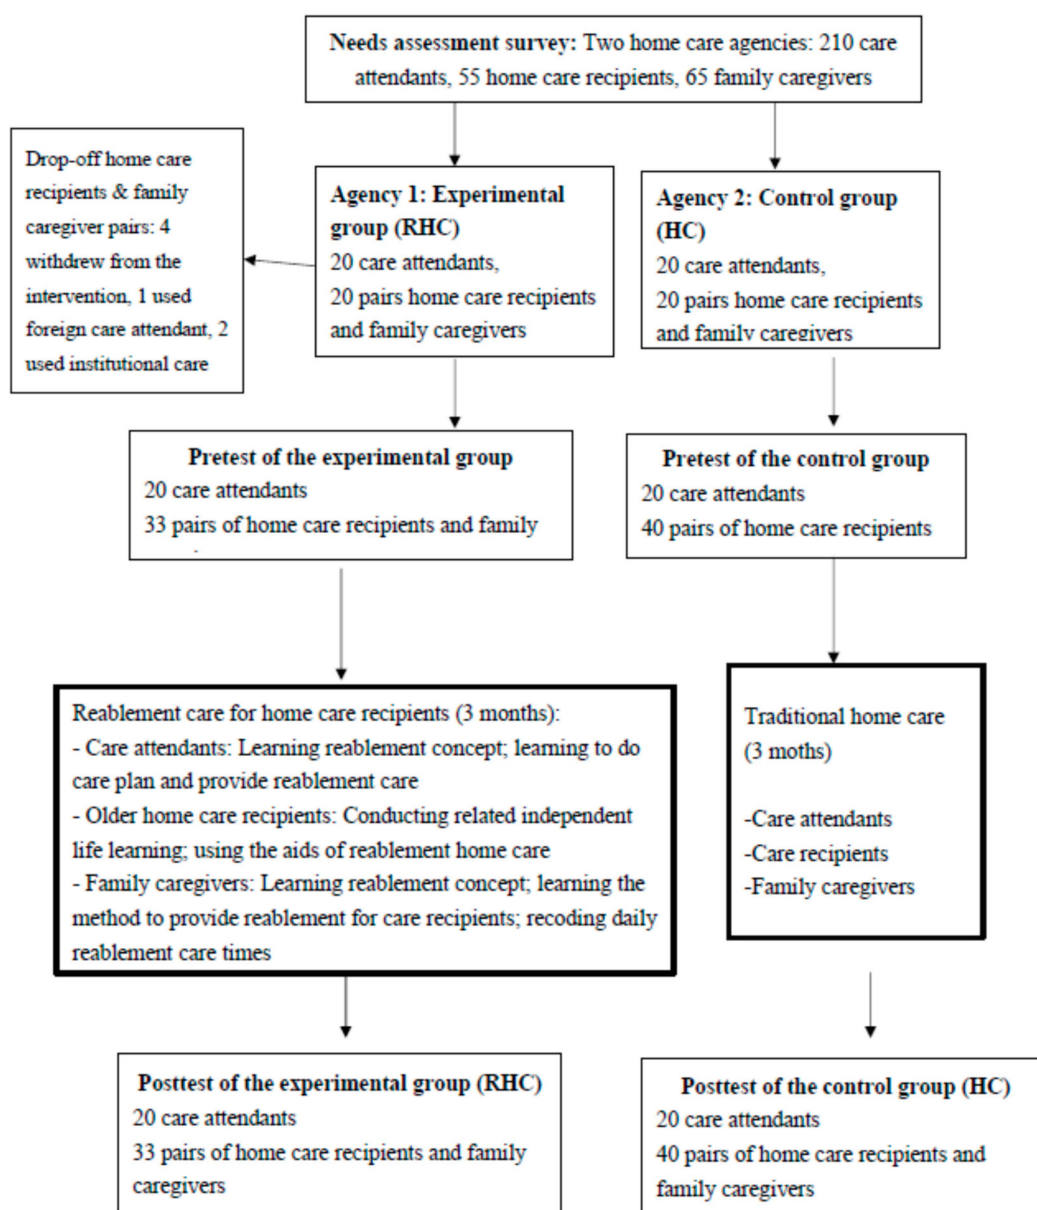 Needs assessment survey: Two home care agencies: 210 care
attendants, 55 home care recipients, 65 family caregivers
Drop-off home care
recipients & family
caregiver pairs: 4
withdrew from the
intervention, 1 used
foreign care attendant, 2
used institutional care
Agency 1: Experimental
group (RHC)
20 care attendants,
20 pairs home care recipients
and family caregivers
Agency 2: Control group
(HC)
20 care attendants,
20 pairs home care recipients
and family caregivers
Pretest of the experimental group
20 care attendants
33 pairs of home care recipients and family
Pretest of the control group
20 care attendants
40 pairs of home care recipients
Reablement care for home care recipients (3 months):
- Care attendants: Learning reablement concept; learning to do
care plan and provide reablement care
- Older home care recipients: Conducting related independent
life learning; using the aids of reablement home care
- Family caregivers: Learning reablement concept; learning the
method to provide reablement for care recipients; recoding daily
reablement care times
Traditional home care
(3 moths)
-Care attendants
-Care recipients
-Family caregivers
Posttest of the experimental group (RHC)
20 care attendants
33 pairs of home care recipients and family
caregivers
Posttest of the control group (HC)
20 care attendants
40 pairs of home care recipients and
family caregivers